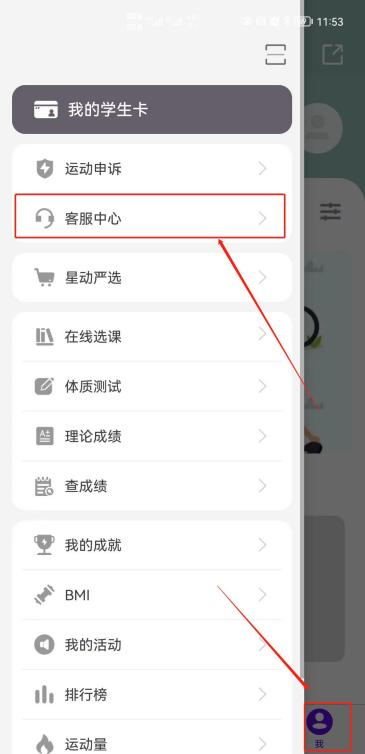 11:53
我的学生卡
运动申诉
客服中心
星动严选
在线选课
体质测试
理论成绩
查成绩
我的成就
BMI
我的活动
排行榜
运动量
我